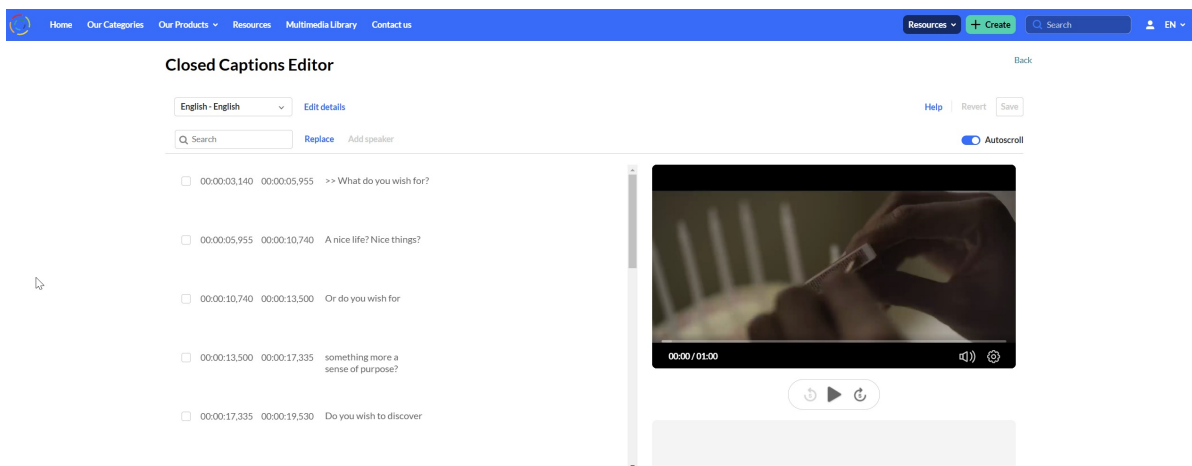 Home Our Categories Our Products Resources Multimedia Library Contact us Resources + Create Search EN
Closed Captions Editor
Back
English - English Edit details Help Revert Save
Search Replace Add speaker Autoscroll
00:00:03,140 00:00:05,955 >> What do you wish for?
00:00:05,955 00:00:10,740 A nice life? Nice things?
00:00:10,740 00:00:13,500 Or do you wish for
00:00:13,500 00:00:17,335 something more a
sense of purpose?
00:00:17,335 00:00:19,530 Do you wish to discover
00:00 / 01:00